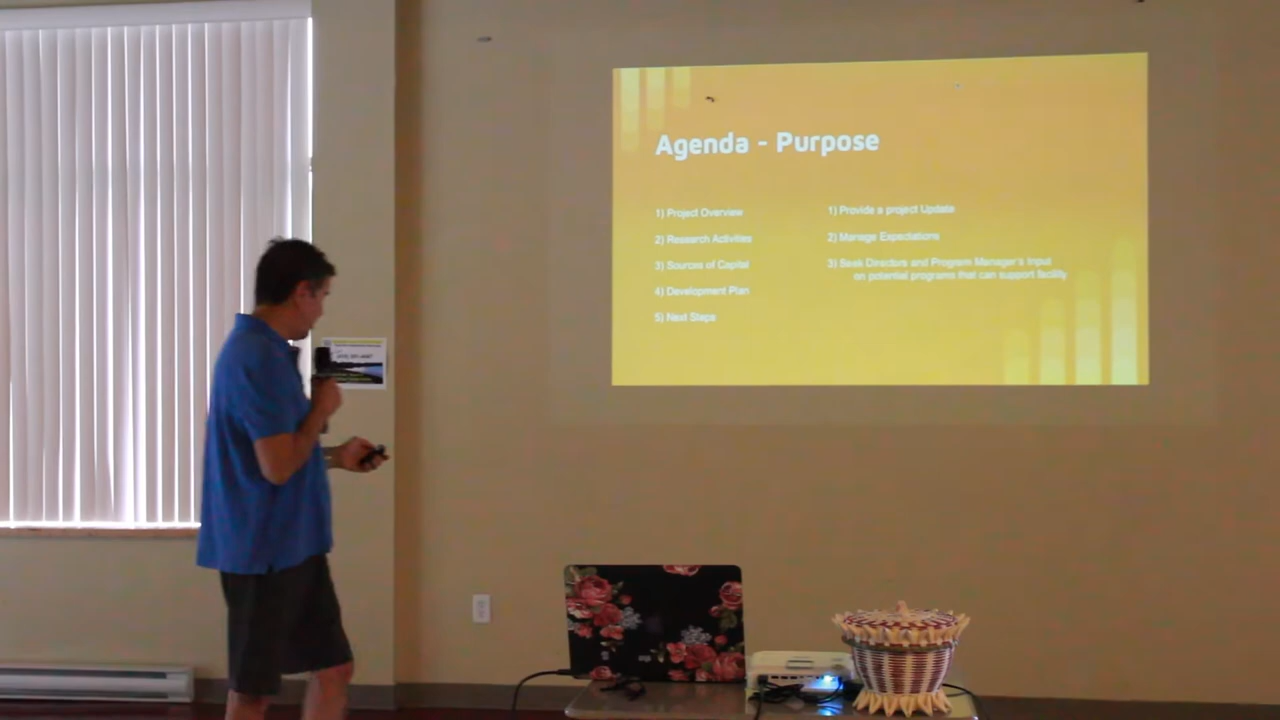 Agenda - Purpose
1) Project Overview
2) Research Activities
3) Sources of Capital
4) Development Plan
5) Next Steps
1) Provide a project Update
2) Manage Expectations
3) Seek Directors and Program Manager's Input
on potential programs that can support facility